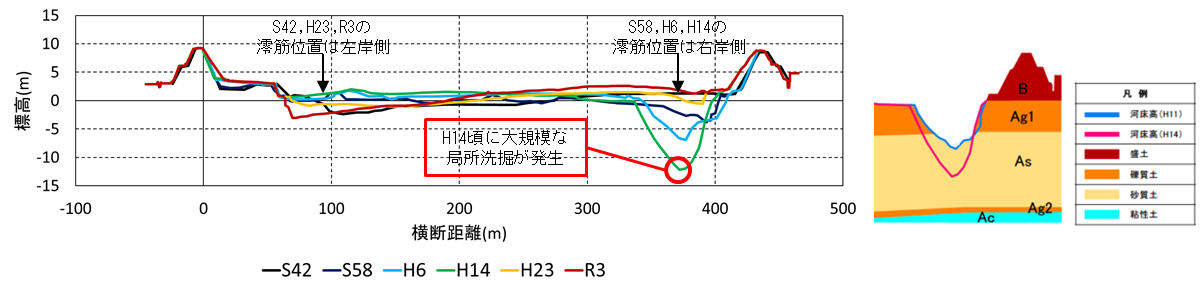 15
10
5
0
-5
-10
-15
標高(m)
S42,H23,R3の
澪筋位置は左岸側
S58,H6,H14の
澪筋位置は右岸側
H14頃に大規模な
局所洗掘が発生
-100
0
100
200
300
400
500
横断距離(m)
S42
S58
H6
H14
H23
R3
B
Ag1
As
Ag2
Ac
凡 例
河床高(H11)
河床高(H14)
盛土
礫質土
砂質土
粘性土